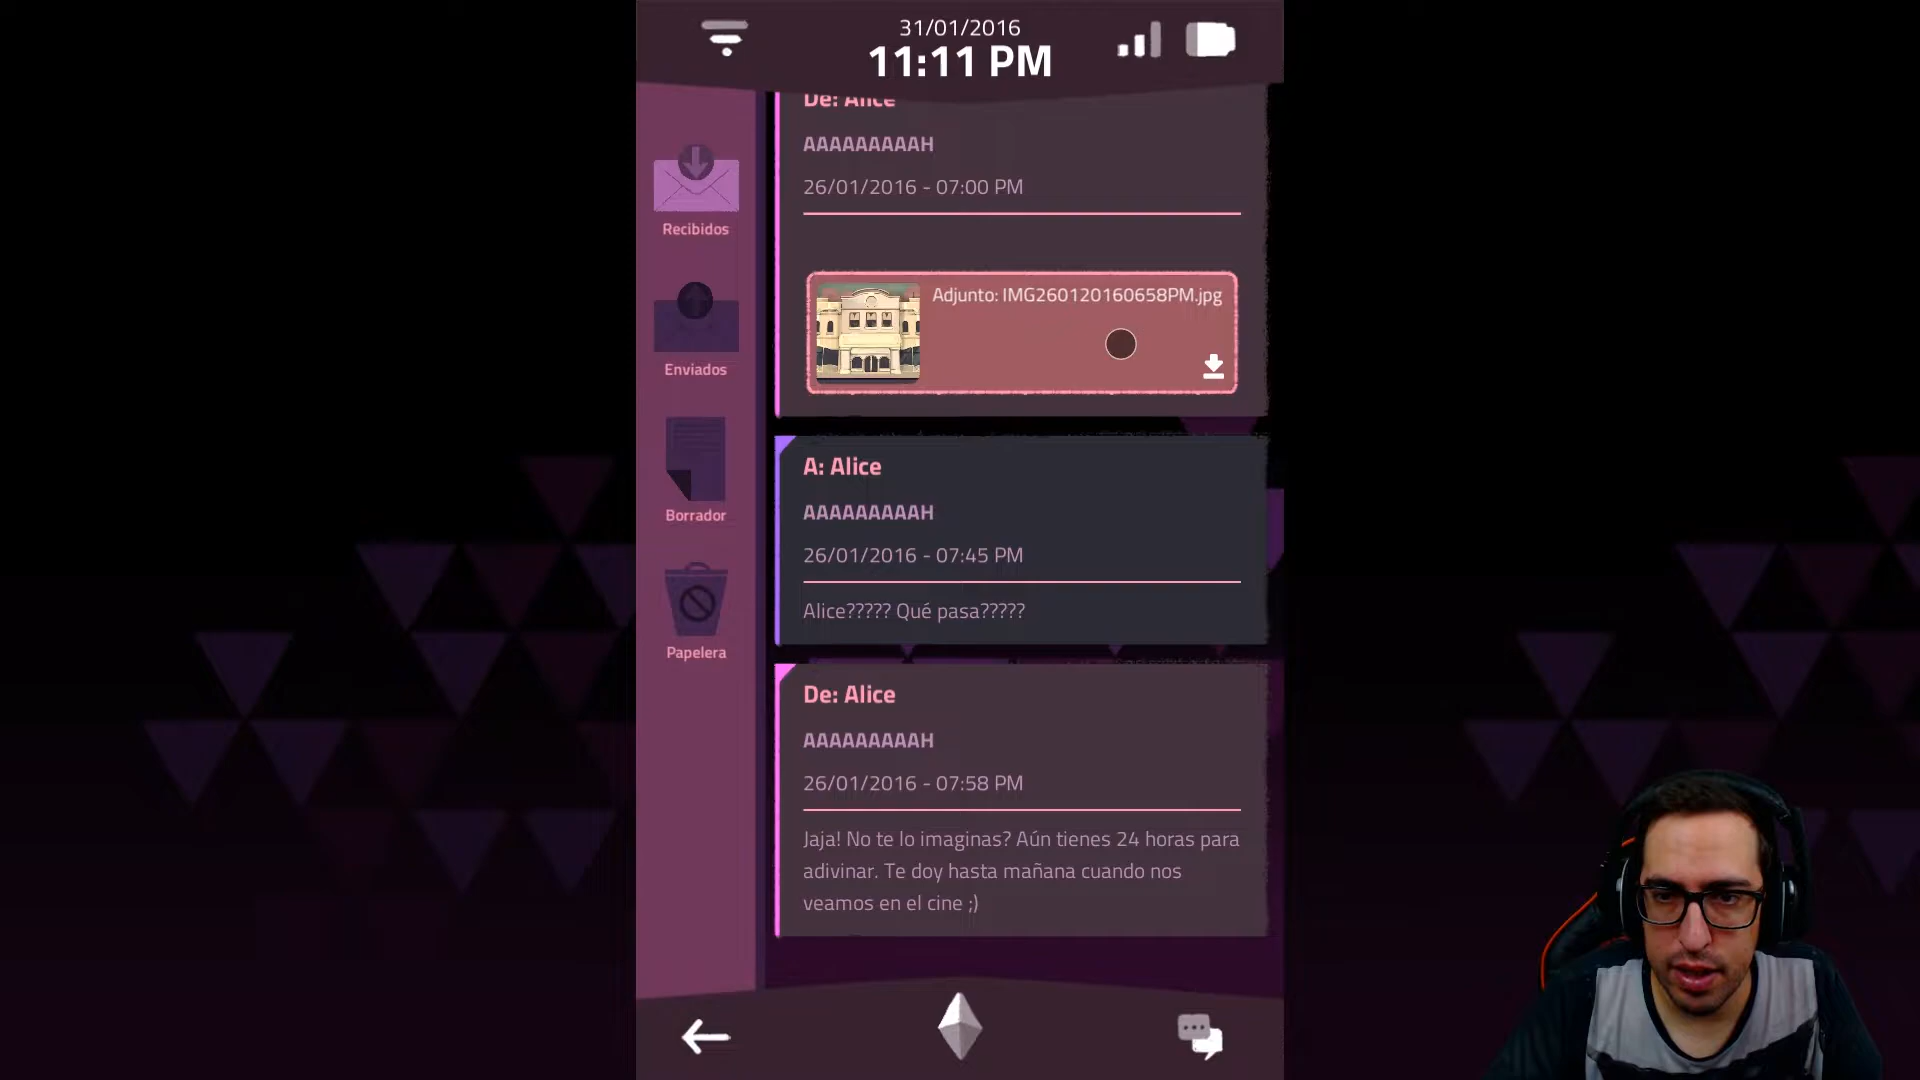 31/01/2016
11:11 PM
De: Alice
AAAAAAAAAH
26/01/2016 - 07:00 PM
Adjunto: IMG260120160658PM.jpg
A: Alice
AAAAAAAAAH
26/01/2016 - 07:45 PM
Alice????? Qué pasa?????
De: Alice
AAAAAAAAAH
26/01/2016 - 07:58 PM
Jaja! No te lo imaginas? Aún tienes 24 horas para
adivinar. Te doy hasta mañana cuando nos
veamos en el cine ;)
Recibidos
Enviados
Borrador
Papelera